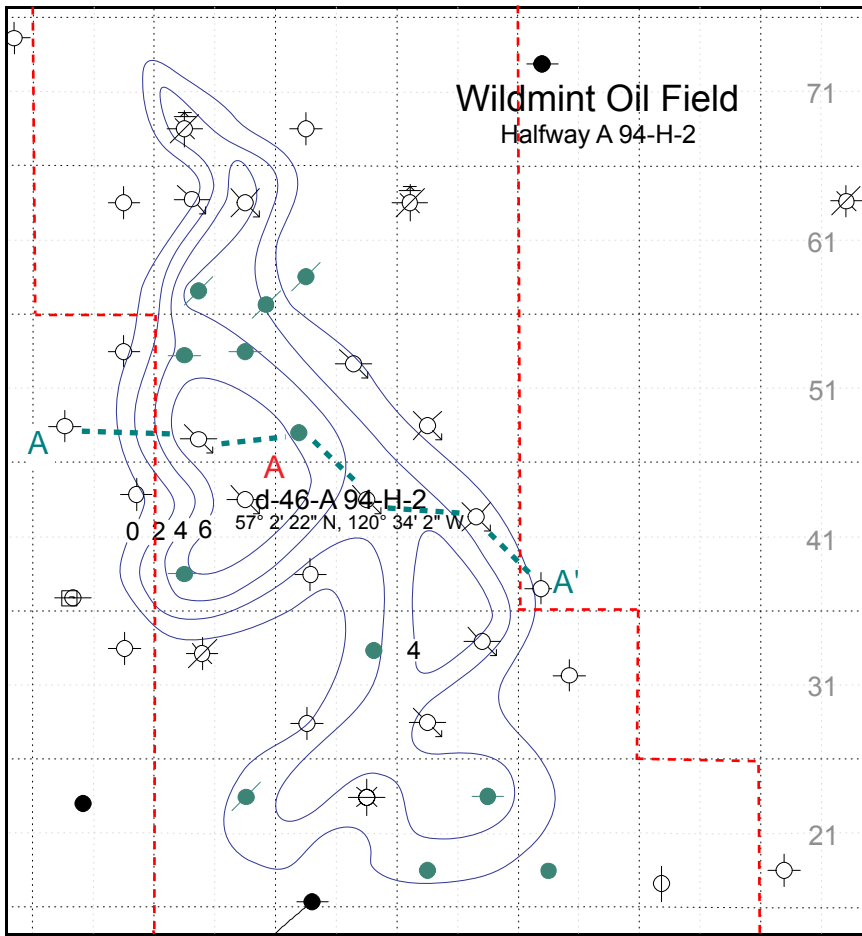 Wildmint Oil Field
Halfway A 94-H-2
71
61
51
A
A
d-46-A 94-H-2
57° 2' 22" N, 120° 34' 2" W
0 2 4 6
41
A'
4
31
21